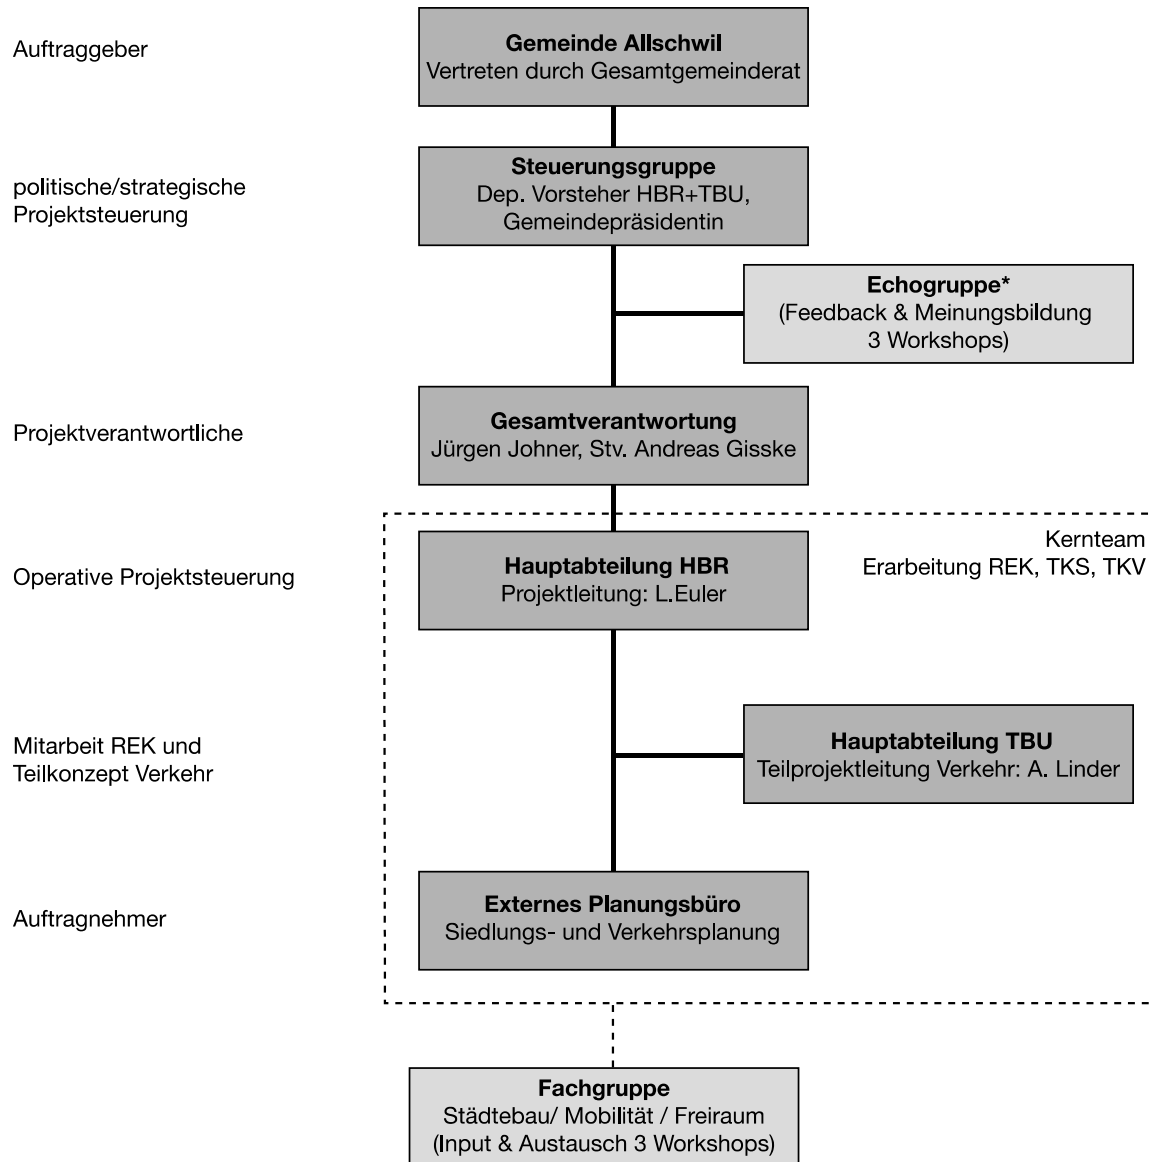 Auftraggeber
Gemeinde Allschwil
Vertreten durch Gesamtgemeinderat
politische/strategische
Projektsteuerung
Steuerungsgruppe
Dep. Vorsteher HBR+TBU,
Gemeindepräsidentin
Echogruppe*
(Feedback & Meinungsbildung
3 Workshops)
Projektverantwortliche
Gesamtverantwortung
Jürgen Johner, Stv. Andreas Gisske
Kernteam
Erarbeitung REK, TKS, TKV
Operative Projektsteuerung
Hauptabteilung HBR
Projektleitung: L.Euler
Mitarbeit REK und
Teilkonzept Verkehr
Hauptabteilung TBU
Teilprojektleitung Verkehr: A. Linder
Auftragnehmer
Externes Planungsbüro
Siedlungs- und Verkehrsplanung
Fachgruppe
Städtebau/ Mobilität / Freiraum
(Input & Austausch 3 Workshops)